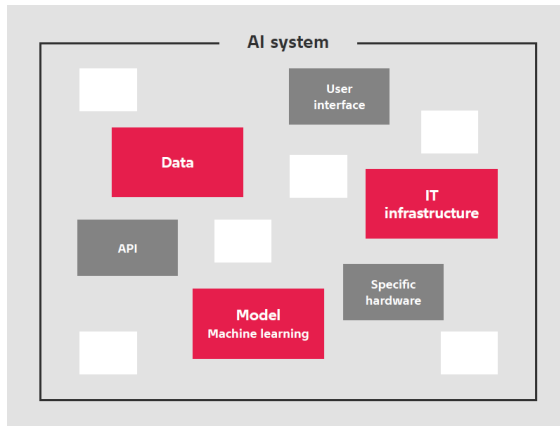 AI system
User
interface
Data
IT
infrastructure
API
Specific
hardware
Model
Machine learning